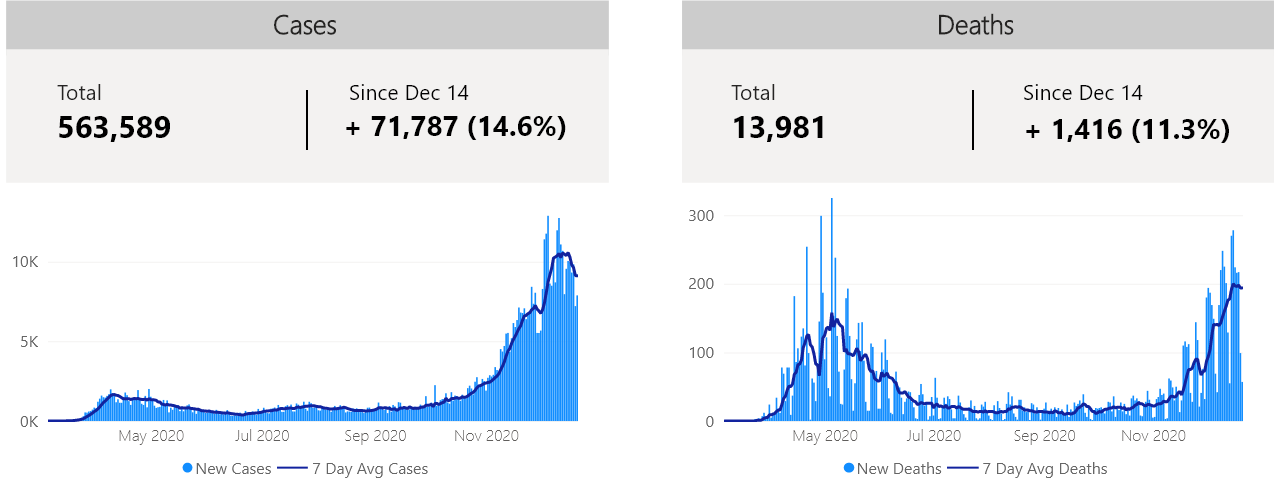 Cases
Total
563,589
Since Dec 14
+ 71,787 (14.6%)
10K
5K
0K
May 2020 Jul 2020 Sep 2020 Nov 2020
New Cases 7 Day Avg Cases
Deaths
Total
13,981
Since Dec 14
+ 1,416 (11.3%)
300
200
100
0
May 2020 Jul 2020 Sep 2020 Nov 2020
New Deaths 7 Day Avg Deaths